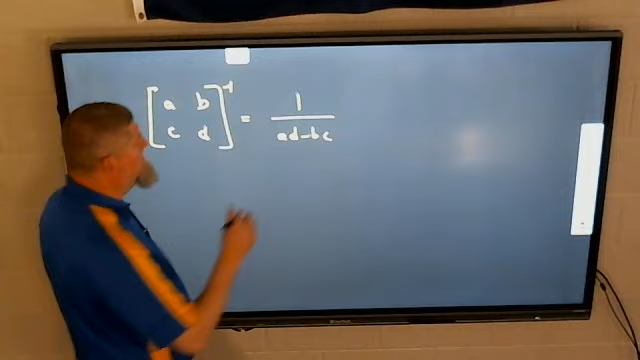 [a b
c d]⁻¹ = 1/(ad-bc)